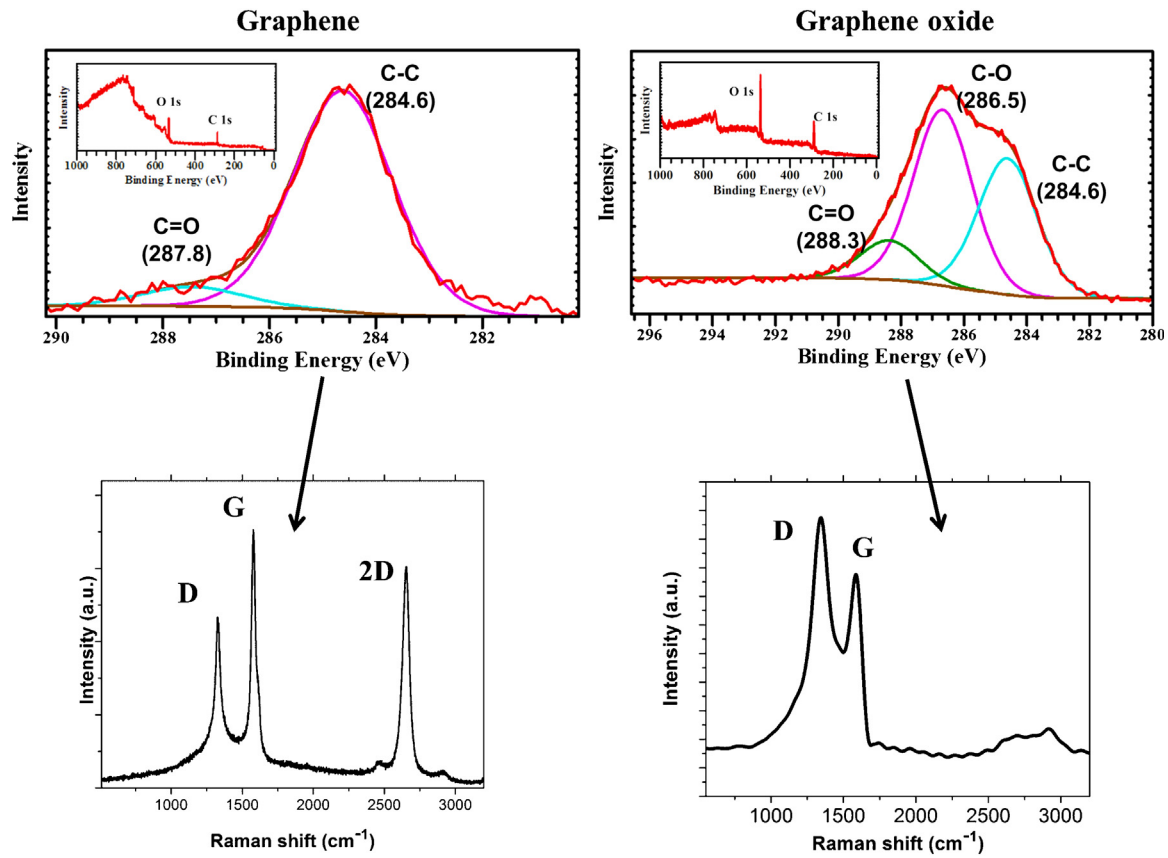 Graphene
Intensity
O 1s
C 1s
1000 800 600 400 200 0
Binding Energy (eV)
C-C
(284.6)
C=O
(287.8)
Intensity
290 288 286 284 282
Binding Energy (eV)
Graphene oxide
Intensity
O 1s
C 1s
1000 800 600 400 200 0
Binding Energy (eV)
C-O
(286.5)
C-C
(284.6)
C=O
(288.3)
Intensity
296 294 292 290 288 286 284 282 280
Binding Energy (eV)
D
G
2D
Intensity (a.u.)
1000 1500 2000 2500 3000
Raman shift (cm⁻¹)
D
G
Intensity (a.u.)
1000 1500 2000 2500 3000
Raman shift (cm⁻¹)